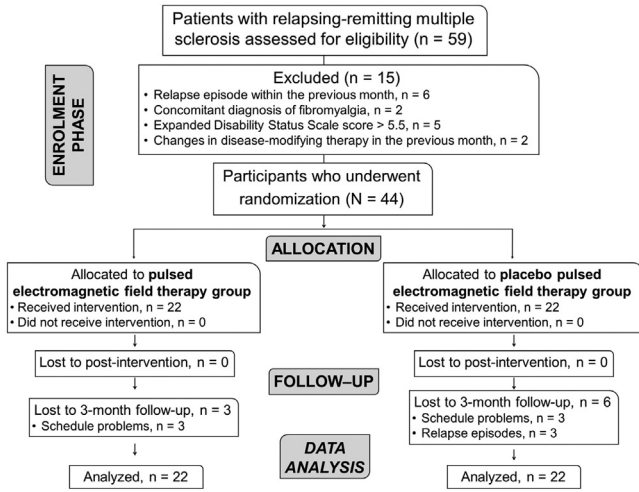 Patients with relapsing-remitting multiple
sclerosis assessed for eligibility (n = 59)
ENROLMENT
PHASE
Excluded (n = 15)
• Relapse episode within the previous month, n = 6
• Concomitant diagnosis of fibromyalgia, n = 2
• Expanded Disability Status Scale score > 5.5, n = 5
• Changes in disease-modifying therapy in the previous month, n = 2
Participants who underwent
randomization (N = 44)
ALLOCATION
Allocated to pulsed
electromagnetic field therapy group
• Received intervention, n = 22
• Did not receive intervention, n = 0
Allocated to placebo pulsed
electromagnetic field therapy group
• Received intervention, n = 22
• Did not receive intervention, n = 0
Lost to post-intervention, n = 0
Lost to post-intervention, n = 0
FOLLOW–UP
Lost to 3-month follow-up, n = 3
• Schedule problems, n = 3
Lost to 3-month follow-up, n = 6
• Schedule problems, n = 3
• Relapse episodes, n = 3
DATA
ANALYSIS
Analyzed, n = 22
Analyzed, n = 22